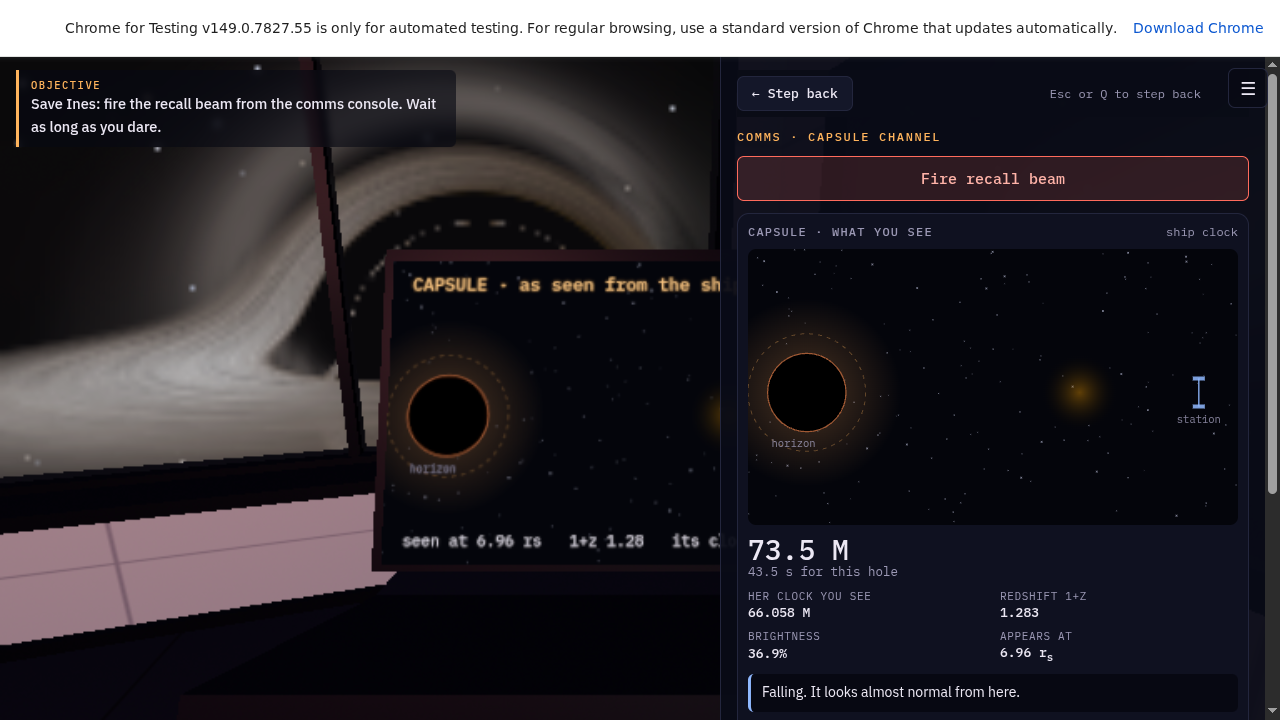 Chrome for Testing v149.0.7827.55 is only for automated testing. For regular browsing, use a standard version of Chrome that updates automatically. Download Chrome
OBJECTIVE
Save Ines: fire the recall beam from the comms console. Wait
as long as you dare.
CAPSULE · as seen from the sh
horizon
seen at 6.96 rs 1+z 1.28 its cl
← Step back
Esc or Q to step back
☰
COMMS · CAPSULE CHANNEL
Fire recall beam
CAPSULE · WHAT YOU SEE
ship clock
horizon
station
73.5 M
43.5 s for this hole
HER CLOCK YOU SEE
66.058 M
REDSHIFT 1+Z
1.283
BRIGHTNESS
36.9%
APPEARS AT
6.96 rs
Falling. It looks almost normal from here.